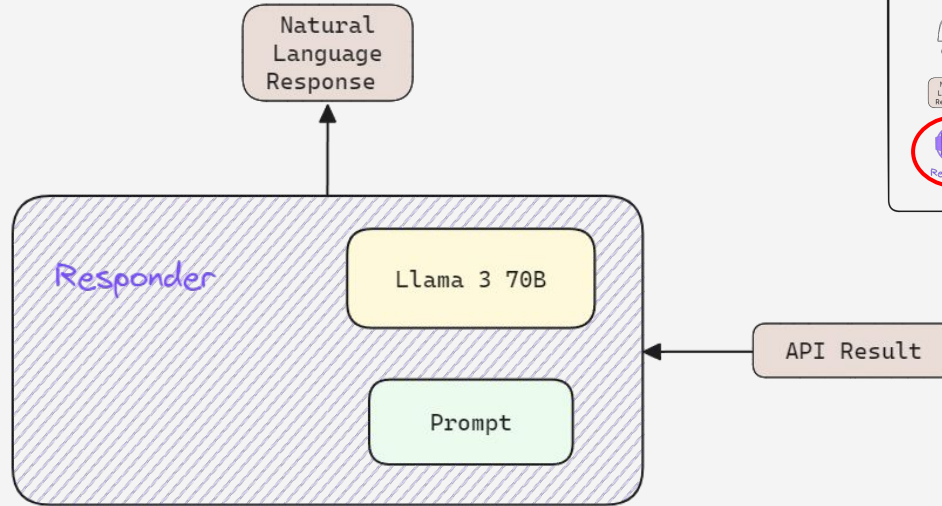 Natural
Language
Response
Responder
Llama 3 70B
API Result
Prompt